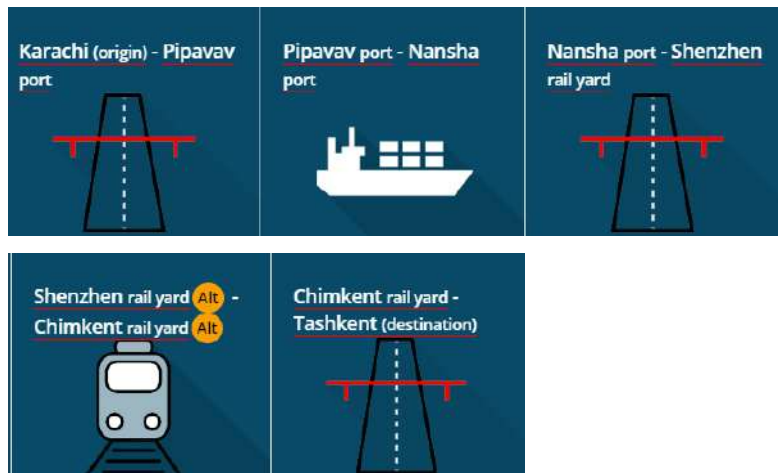 Karachi (origin) - Pipavav
port
Pipavav port - Nansha
port
Nansha port - Shenzhen
rail yard
Shenzhen rail yard Alt -
Chimkent rail yard Alt
Chimkent rail yard -
Tashkent (destination)